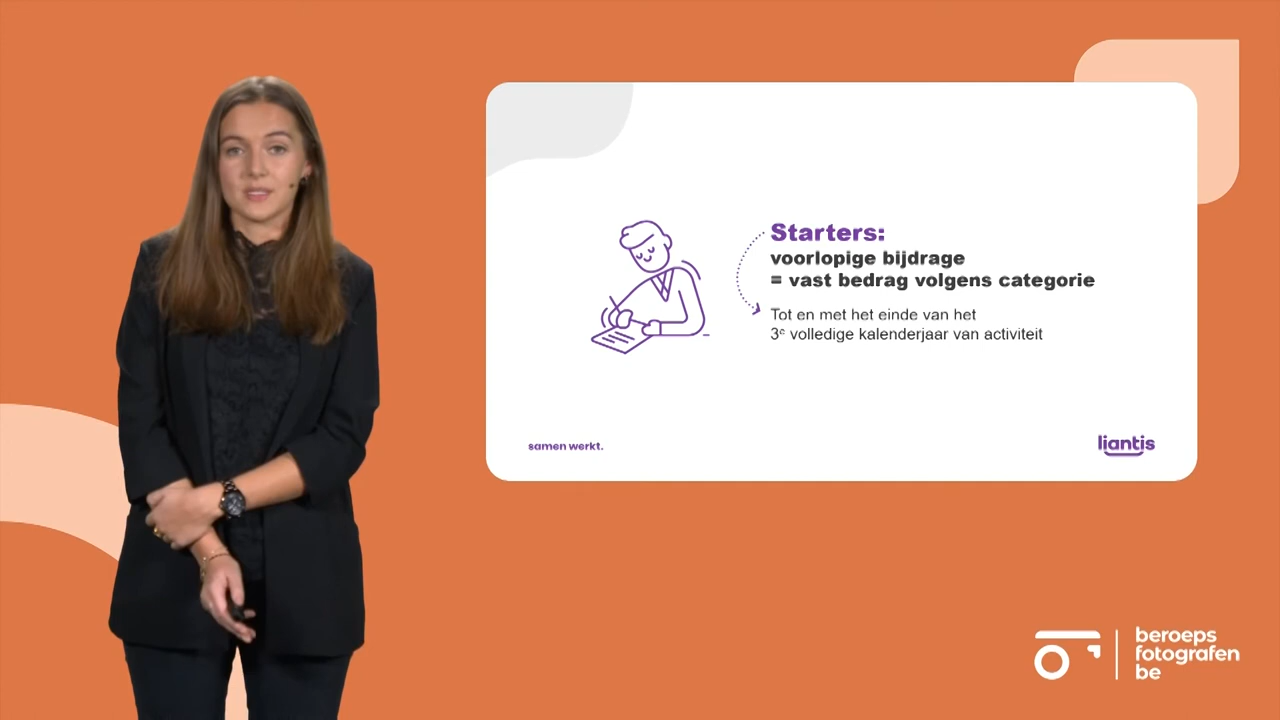 Starters:
voorlopige bijdrage
= vast bedrag volgens categorie
Tot en met het einde van het
3e volledige kalenderjaar van activiteit
samen werkt.
liantis
beroeps
fotografen
be